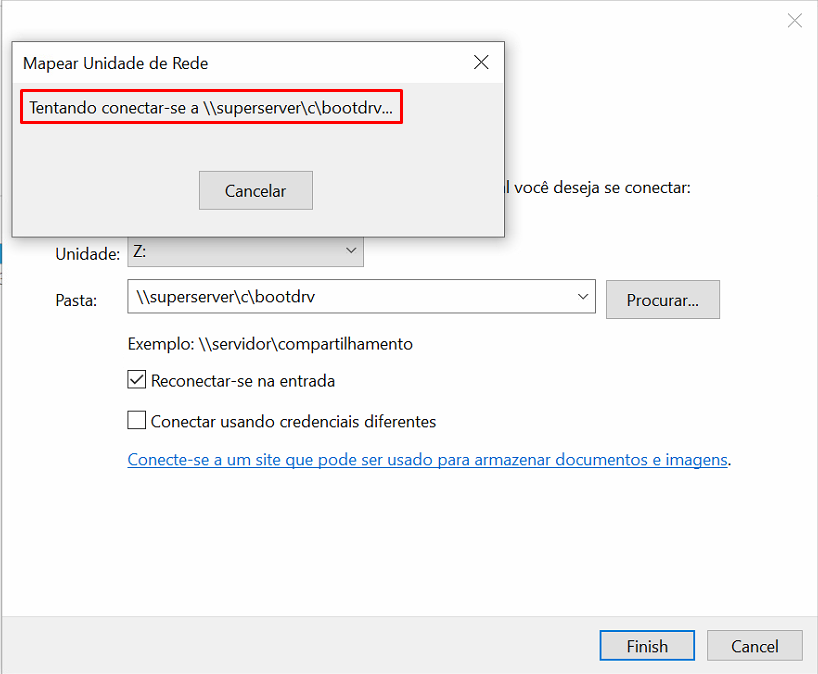 Mapear Unidade de Rede
Tentando conectar-se a \\superserver\c\bootdrv...
Cancelar
você deseja se conectar:
Unidade: Z:
Pasta: \\superserver\c\bootdrv Procurar...
Exemplo: \\servidor\compartilhamento
Reconectar-se na entrada
Conectar usando credenciais diferentes
Conecte-se a um site que pode ser usado para armazenar documentos e imagens.
Finish Cancel